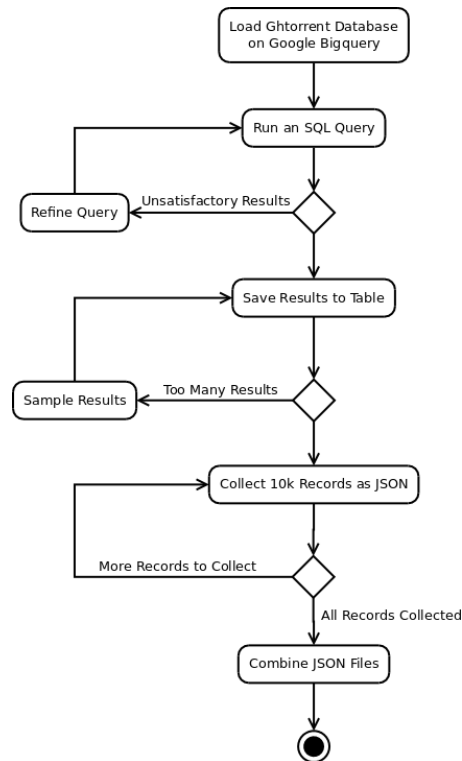 Load Ghtorrent Database
on Google Bigquery
Run an SQL Query
Unsatisfactory Results
Refine Query
Save Results to Table
Too Many Results
Sample Results
Collect 10k Records as JSON
More Records to Collect
All Records Collected
Combine JSON Files